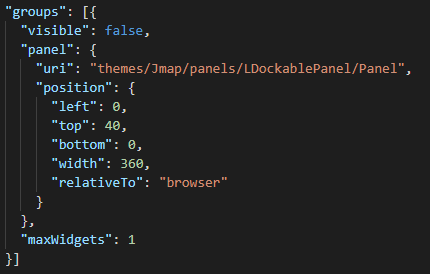 "groups": [{
  "visible": false,
  "panel": {
    "uri": "themes/Jmap/panels/LDockablePanel/Panel",
    "position": {
      "left": 0,
      "top": 40,
      "bottom": 0,
      "width": 360,
      "relativeTo": "browser"
    }
  },
  "maxWidgets": 1
}]